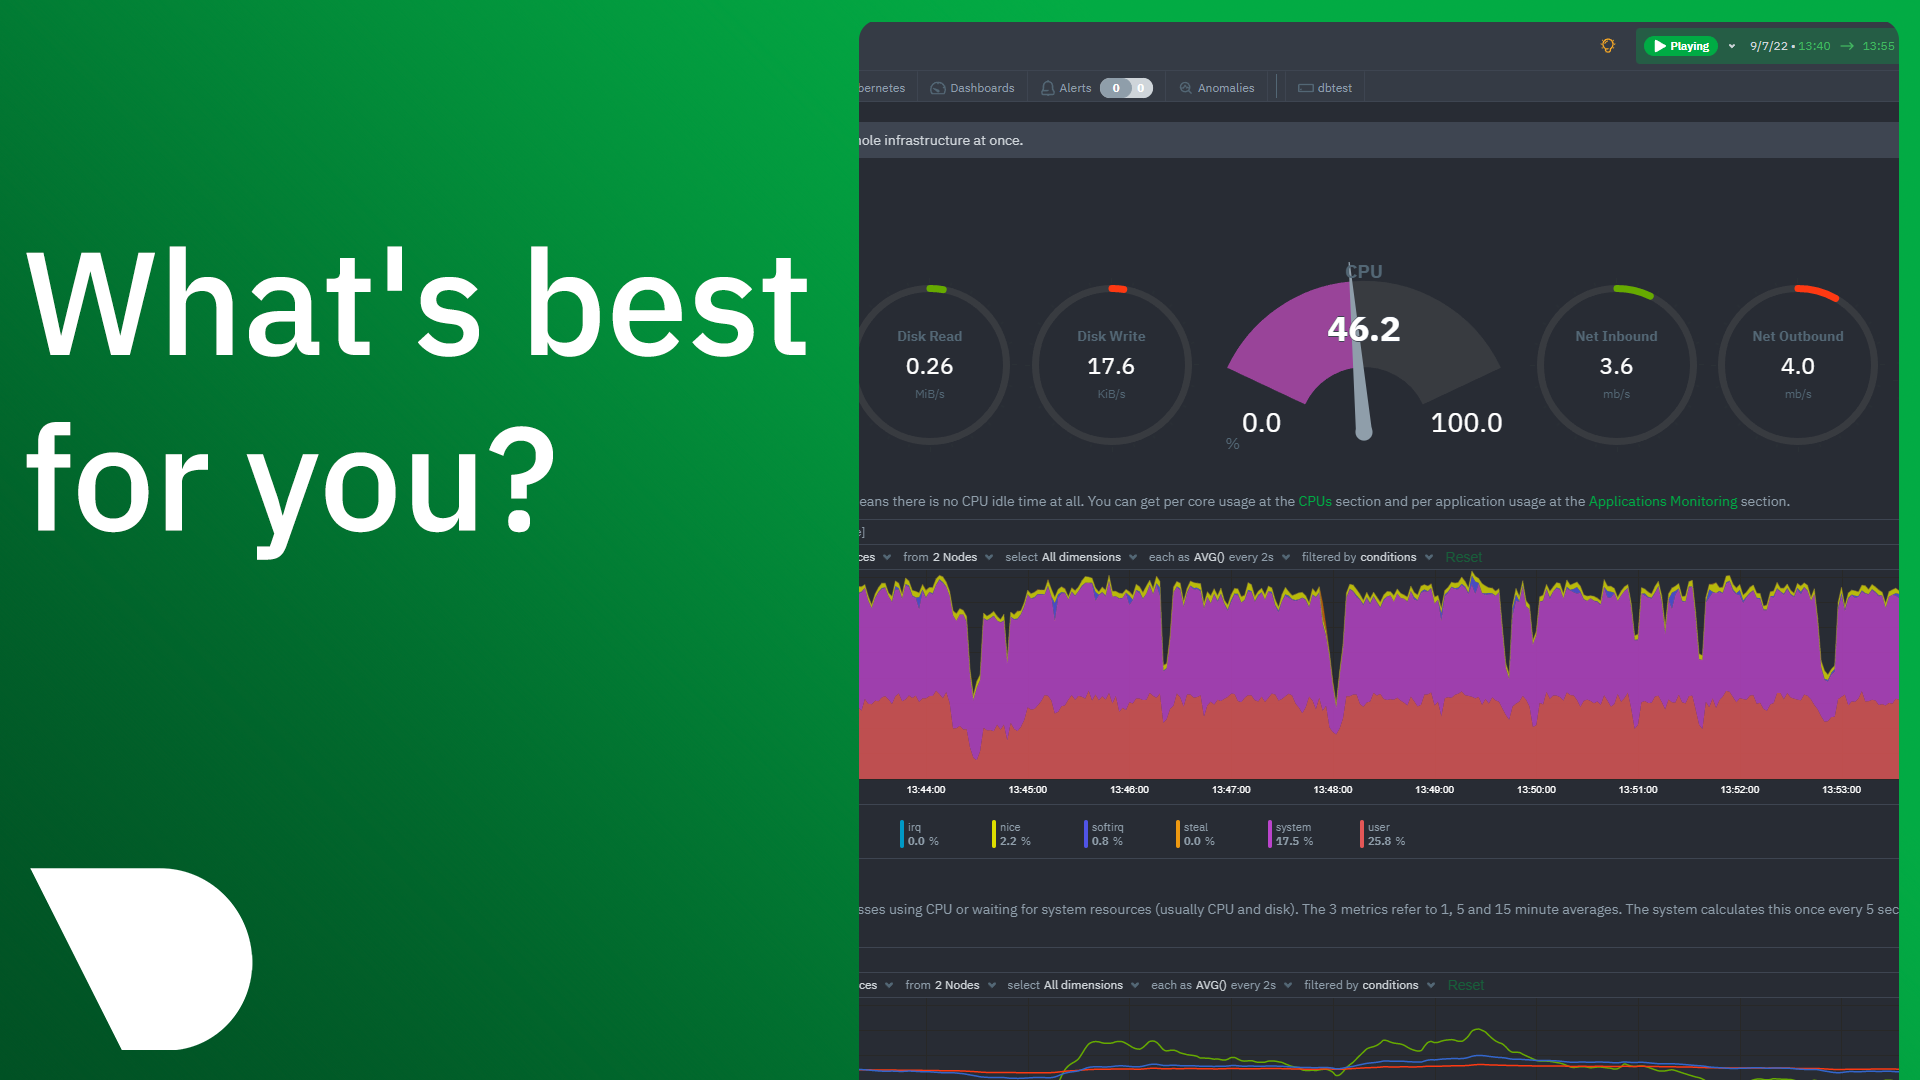 What's best
for you?
Playing 9/7/22 • 13:40 → 13:55
Dashboards Alerts 0 0 Anomalies dbtest
infrastructure at once.
CPU
46.2
0.0 100.0
%
Disk Read
0.26
MiB/s
Disk Write
17.6
KiB/s
Net Inbound
3.6
mb/s
Net Outbound
4.0
mb/s
there is no CPU idle time at all. You can get per core usage at the CPUs section and per application usage at the Applications Monitoring section.
from 2 Nodes select All dimensions each as AVG() every 2s filtered by conditions Reset
13:44:00 13:45:00 13:46:00 13:47:00 13:48:00 13:49:00 13:50:00 13:51:00 13:52:00 13:53:00
irq nice softirq steal system user
0.0 % 2.2 % 0.8 % 0.0 % 17.5 % 25.8 %
using CPU or waiting for system resources (usually CPU and disk). The 3 metrics refer to 1, 5 and 15 minute averages. The system calculates this once every 5 sec
from 2 Nodes select All dimensions each as AVG() every 2s filtered by conditions Reset